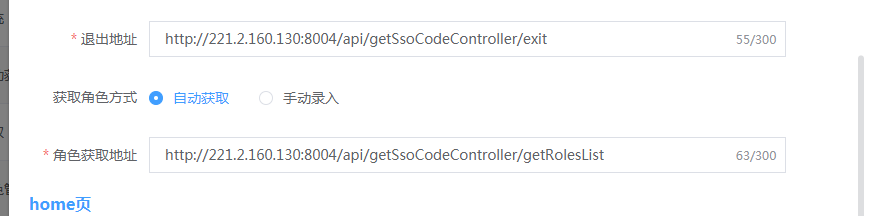 * 退出地址 http://221.2.160.130:8004/api/getSsoCodeController/exit 55/300
获取角色方式 自动获取 手动录入
* 角色获取地址 http://221.2.160.130:8004/api/getSsoCodeController/getRolesList 63/300
home页